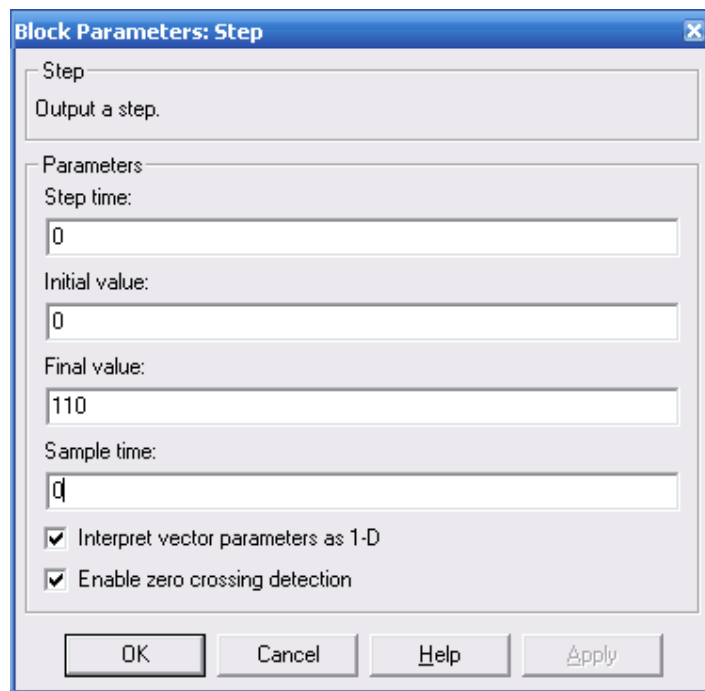 Block Parameters: Step
Step
Output a step.
Parameters
Step time:
0
Initial value:
0
Final value:
110
Sample time:
0
Interpret vector parameters as 1-D
Enable zero crossing detection
OK Cancel Help Apply